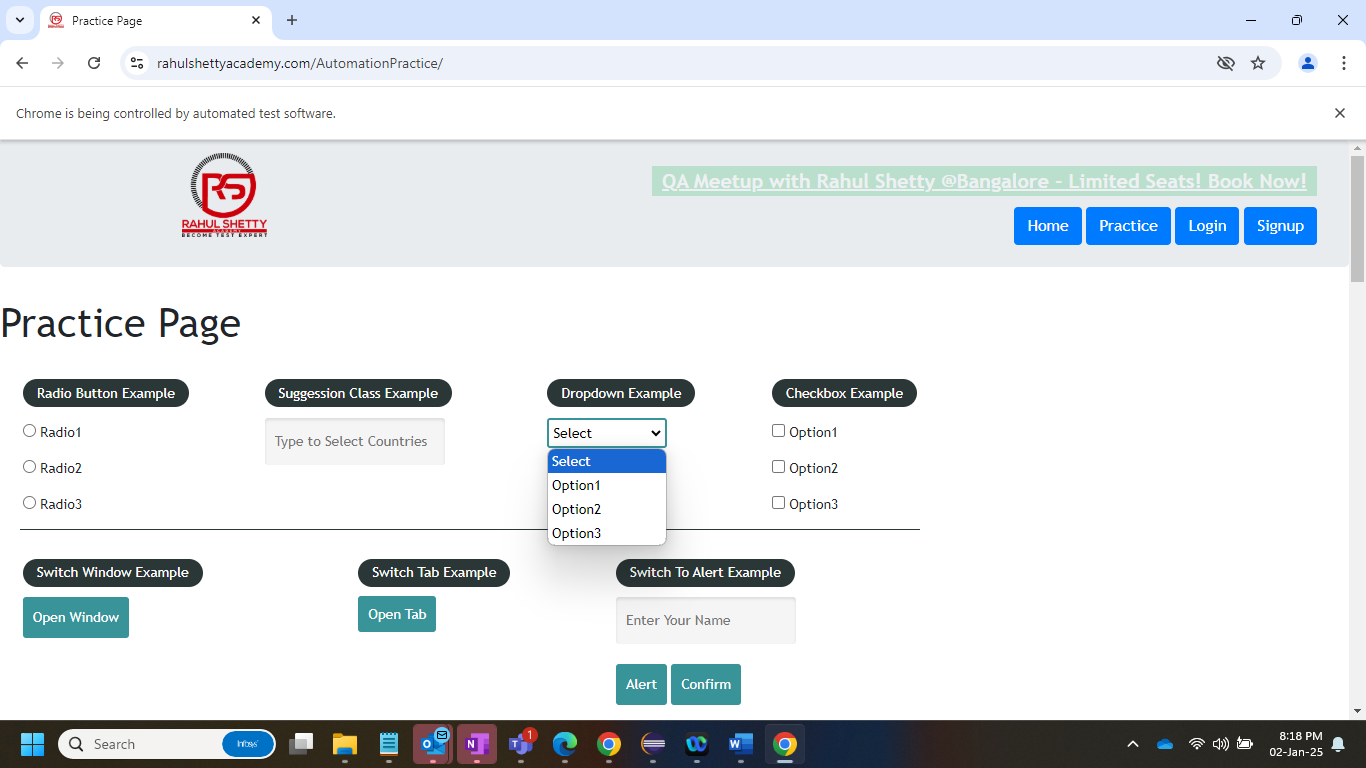 Practice Page
rahulshettyacademy.com/AutomationPractice/
Chrome is being controlled by automated test software.
RS
RAHUL SHETTY
ACADEMY
BECOME TEST EXPERT
QA Meetup with Rahul Shetty @Bangalore - Limited Seats! Book Now!
Home Practice Login Signup
Practice Page
Radio Button Example Suggession Class Example Dropdown Example Checkbox Example
Radio1 Type to Select Countries Select Option1
Select
Radio2 Option1 Option2
Option2
Radio3 Option3 Option3
Switch Window Example Switch Tab Example Switch To Alert Example
Open Window Open Tab Enter Your Name
Alert Confirm
Search Infosys 1 8:18 PM
02-Jan-25